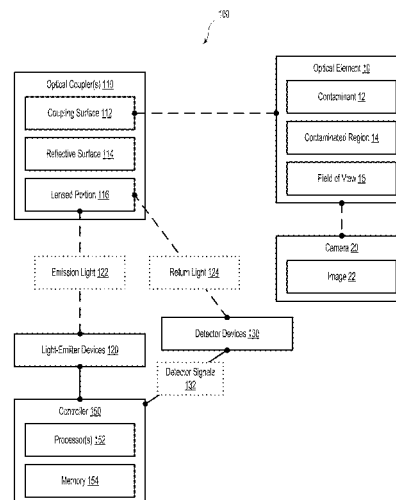 100
Optical Coupler(s) 110
Coupling Surface 112
Reflective Surface 114
Lensed Portion 116
Optical Element 10
Contaminant 12
Contaminated Region 14
Field of View 16
Camera 20
Image 22
Emission Light 122
Return Light 124
Light-Emitter Devices 120
Detector Devices 130
Detector Signals
132
Controller 150
Processor(s) 152
Memory 154